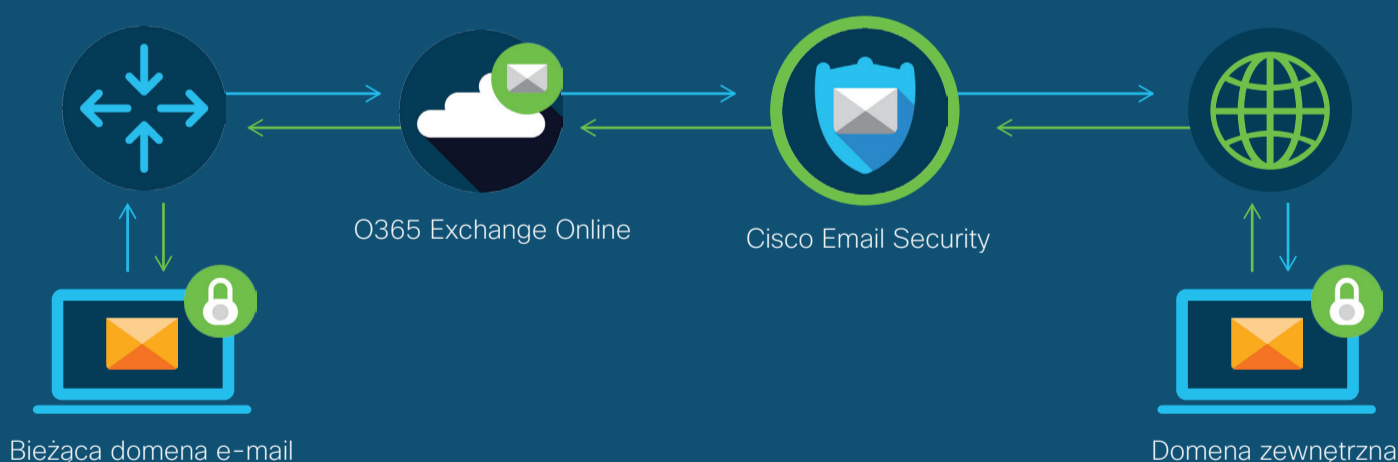 O365 Exchange Online
Cisco Email Security
Bieżąca domena e-mail
Domena zewnętrzna